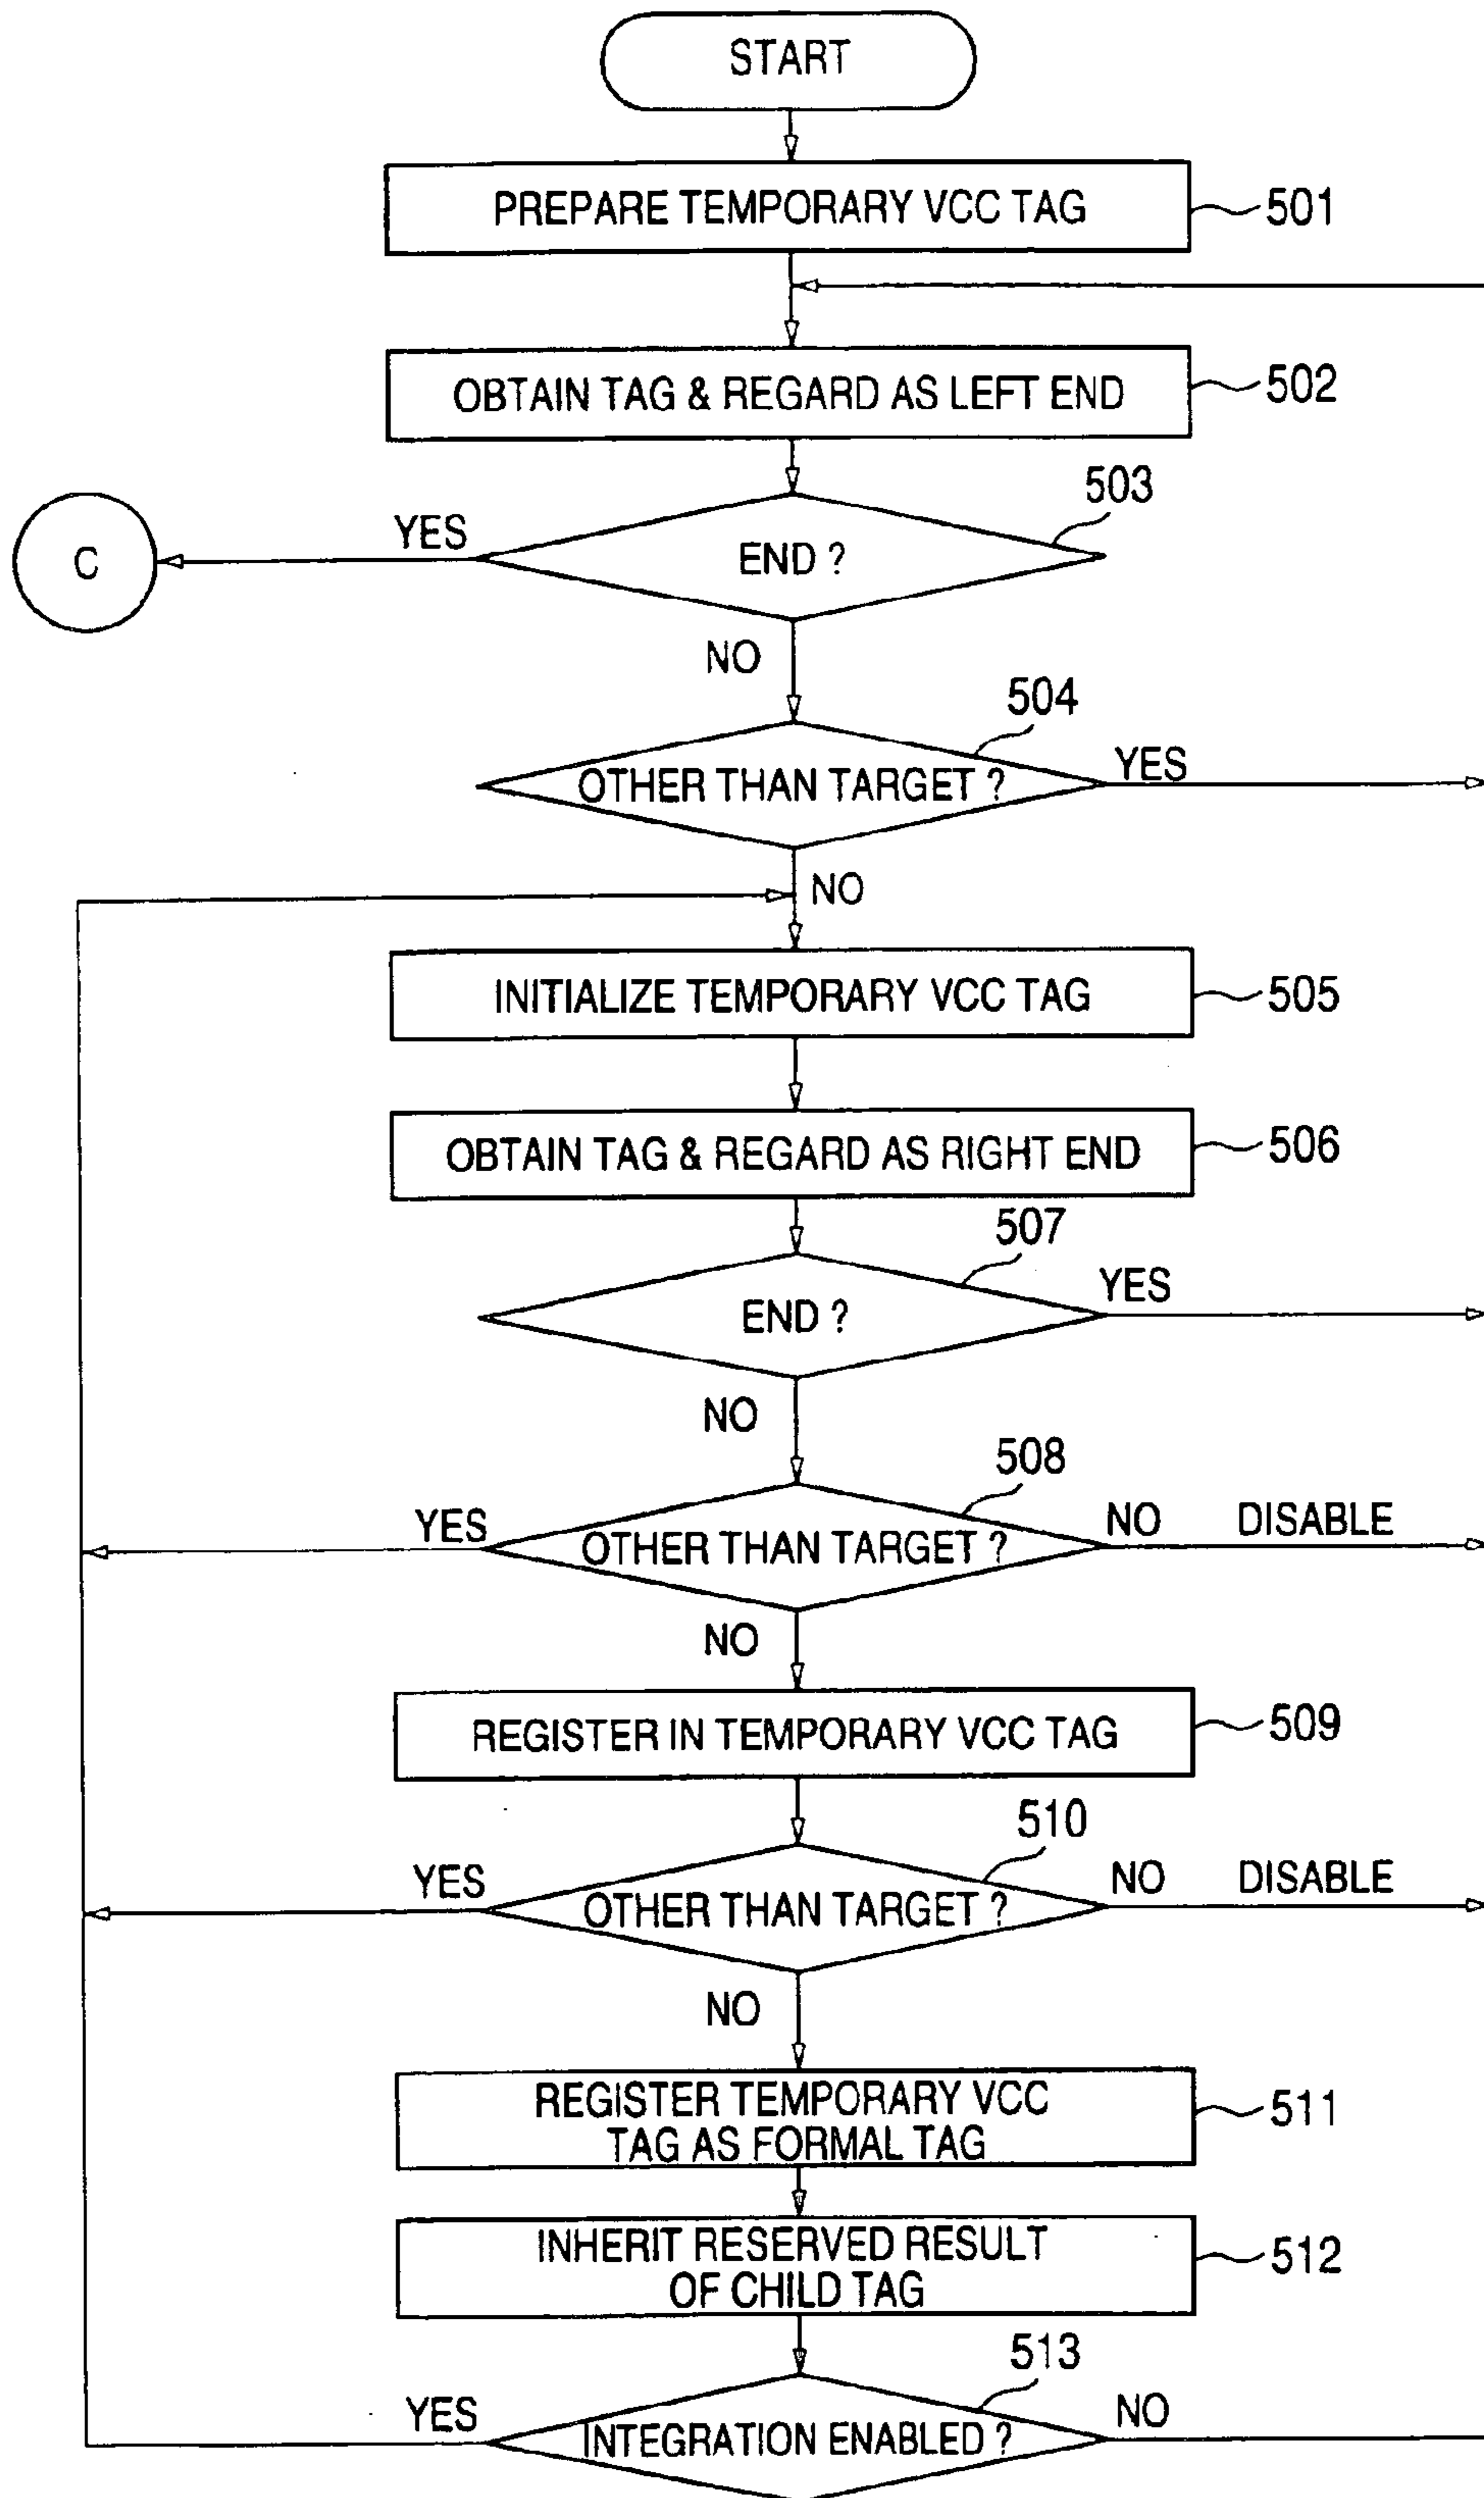 START
PREPARE TEMPORARY VCC TAG
501
OBTAIN TAG & REGARD AS LEFT END
502
503
YES
END ?
C
NO
504
OTHER THAN TARGET ?
YES
NO
INITIALIZE TEMPORARY VCC TAG
505
OBTAIN TAG & REGARD AS RIGHT END
506
507
END ?
YES
NO
508
YES
OTHER THAN TARGET ?
NO DISABLE
NO
REGISTER IN TEMPORARY VCC TAG
509
510
YES
OTHER THAN TARGET ?
NO DISABLE
NO
REGISTER TEMPORARY VCC
TAG AS FORMAL TAG
511
INHERIT RESERVED RESULT
OF CHILD TAG
512
513
YES
INTEGRATION ENABLED ?
NO